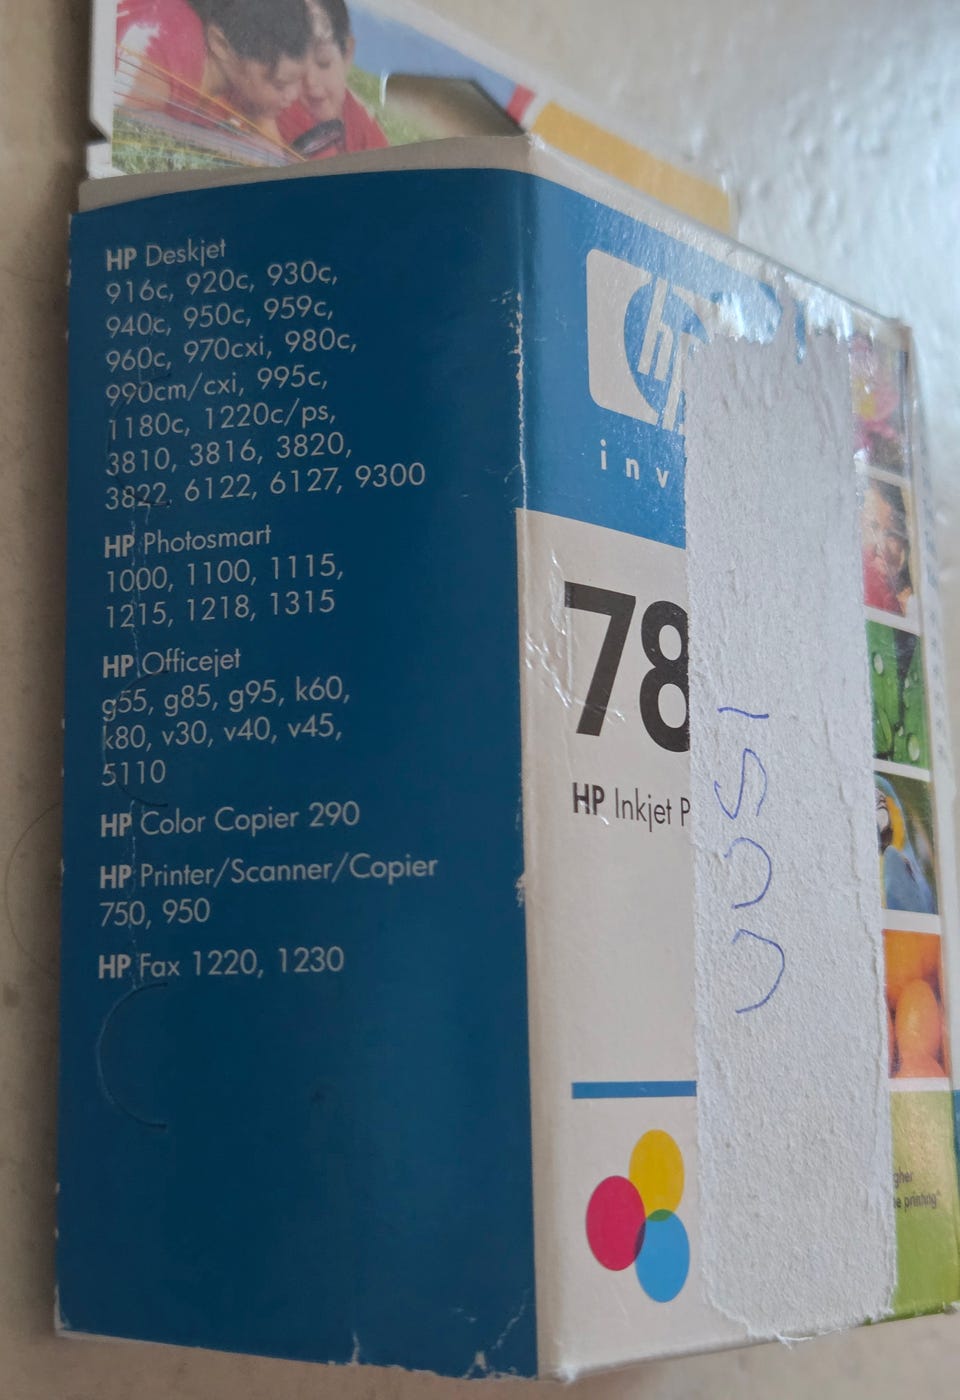 HP Deskjet
916c, 920c, 930c,
940c, 950c, 959c,
960c, 970cxi, 980c,
990cm/cxi, 995c,
1180c, 1220c/ps,
3810, 3816, 3820,
3822, 6122, 6127, 9300
HP Photosmart
1000, 1100, 1115,
1215, 1218, 1315
HP Officejet
g55, g85, g95, k60,
k80, v30, v40, v45,
5110
HP Color Copier 290
HP Printer/Scanner/Copier
750, 950
HP Fax 1220, 1230
hp
inv
78
HP Inkjet P
UUSI
printing"